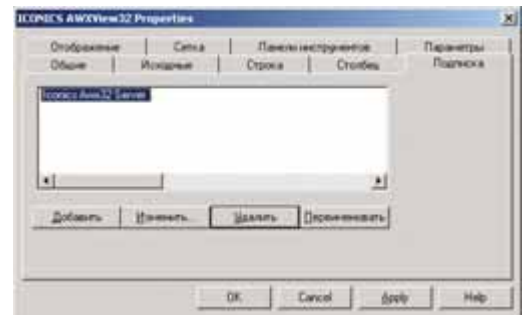 ICONICS AWXView32 Properties
Отображение Сетка Панели инструментов Параметры
Общие Исходные Строка Столбец Подписка
Iconics Awx32 Server
Добавить Изменить... Удалить Переименовать
OK Cancel Apply Help